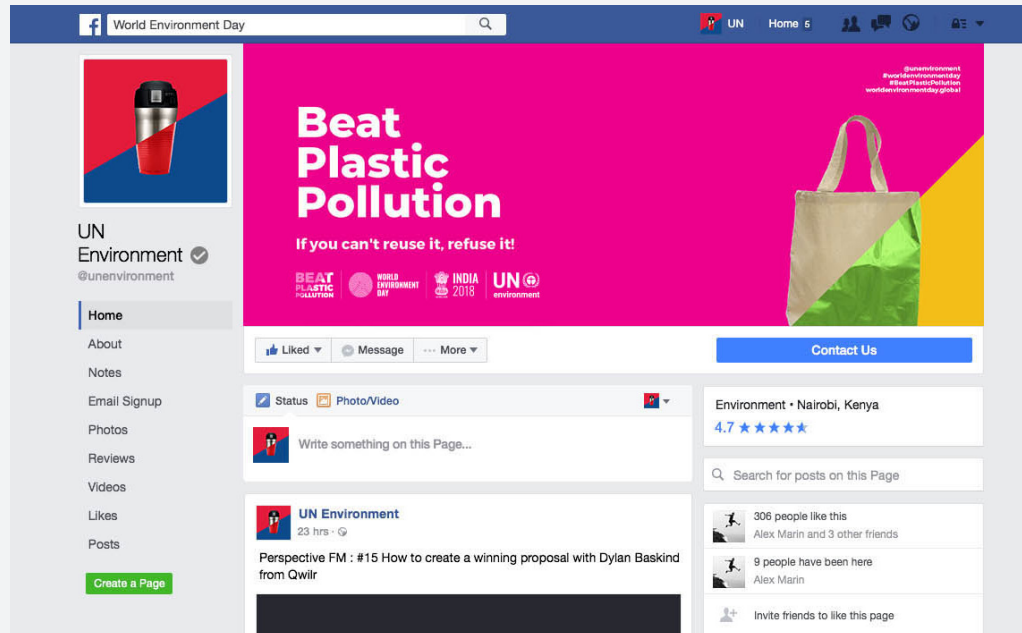 World Environment Day
UN
Home 5
@unenvironment
#worldenvironmentday
#BeatPlasticPollution
worldenvironmentday.global
Beat
Plastic
Pollution
If you can't reuse it, refuse it!
BEAT
PLASTIC
POLLUTION
WORLD
ENVIRONMENT
DAY
INDIA
2018
UN
environment
UN
Environment
@unenvironment
Home
About
Notes
Email Signup
Photos
Reviews
Videos
Likes
Posts
Create a Page
Liked
Message
··· More
Contact Us
Status
Photo/Video
Write something on this Page...
UN Environment
23 hrs ·
Perspective FM : #15 How to create a winning proposal with Dylan Baskind
from Qwilr
Environment • Nairobi, Kenya
4.7
Search for posts on this Page
306 people like this
Alex Marin and 3 other friends
9 people have been here
Alex Marin
Invite friends to like this page